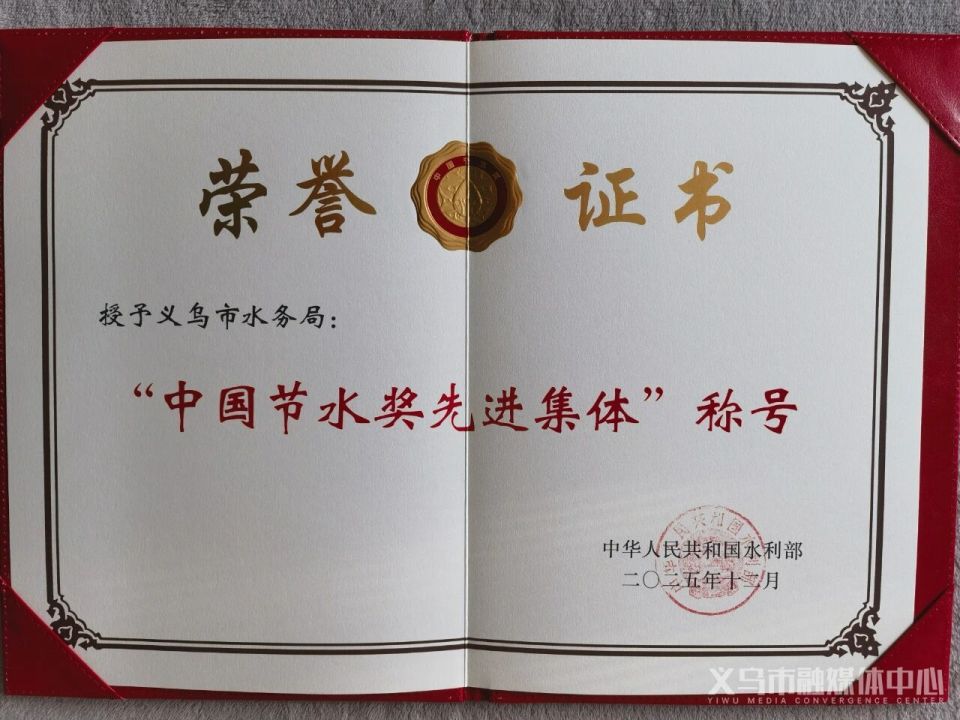 荣誉证书
授予义乌市水务局：
“中国节水奖先进集体”称号
中华人民共和国水利部
二〇二五年十二月
义乌市融媒体中心
YIWU MEDIA CONVERGENCE CENTER